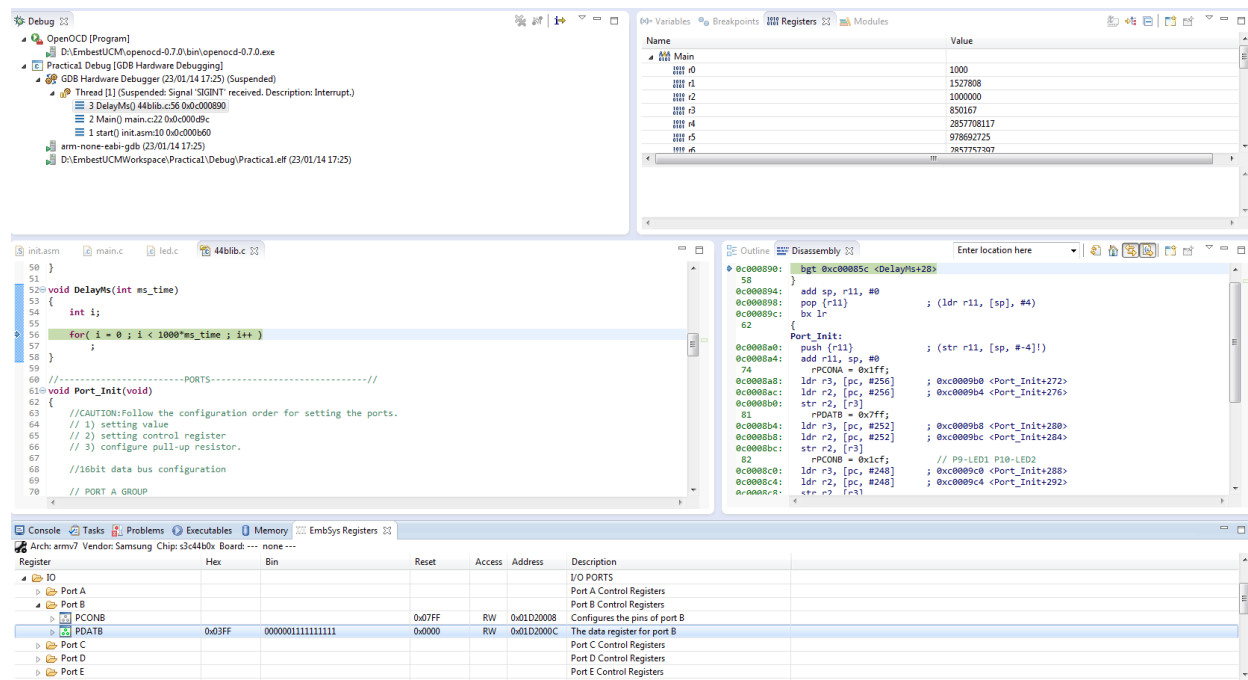 Debug
OpenOCD [Program]
D:\EmbestUCM\openocd-0.7.0\bin\openocd-0.7.0.exe
Practica1 Debug [GDB Hardware Debugging]
GDB Hardware Debugger (23/01/14 17:25) (Suspended)
Thread [1] (Suspended: Signal 'SIGINT' received. Description: Interrupt.)
3 DelayMs() 44blib.c:56 0x0c000890
2 Main() main.c:22 0x0c000d9c
1 start() init.asm:10 0x0c000b60
arm-none-eabi-gdb (23/01/14 17:25)
D:\EmbestUCMWorkspace\Practica1\Debug\Practica1.elf (23/01/14 17:25)
(x)= Variables Breakpoints Registers Modules
Name Value
Main
r0 1000
r1 1527808
r2 1000000
r3 850167
r4 2857708117
r5 978692725
r6 2857757397
init.asm main.c led.c 44blib.c
50 }
51
52 void DelayMs(int ms_time)
53 {
54 int i;
55
56 for( i = 0 ; i < 1000*ms_time ; i++ )
57 ;
58 }
59
60 //------------------------PORTS------------------------------//
61 void Port_Init(void)
62 {
63 //CAUTION:Follow the configuration order for setting the ports.
64 // 1) setting value
65 // 2) setting control register
66 // 3) configure pull-up resistor.
67
68 //16bit data bus configuration
69
70 // PORT A GROUP
Outline Disassembly Enter location here
0c000890: bgt 0xc00085c <DelayMs+28>
58 }
0c000894: add sp, r11, #0
0c000898: pop {r11} ; (ldr r11, [sp], #4)
0c00089c: bx lr
62 {
Port_Init:
0c0008a0: push {r11} ; (str r11, [sp, #-4]!)
0c0008a4: add r11, sp, #0
74 rPCONA = 0x1ff;
0c0008a8: ldr r3, [pc, #256] ; 0xc0009b0 <Port_Init+272>
0c0008ac: ldr r2, [pc, #256] ; 0xc0009b4 <Port_Init+276>
0c0008b0: str r2, [r3]
81 rPDATB = 0x7ff;
0c0008b4: ldr r3, [pc, #252] ; 0xc0009b8 <Port_Init+280>
0c0008b8: ldr r2, [pc, #252] ; 0xc0009bc <Port_Init+284>
0c0008bc: str r2, [r3]
82 rPCONB = 0x1cf; // P9-LED1 P10-LED2
0c0008c0: ldr r3, [pc, #248] ; 0xc0009c0 <Port_Init+288>
0c0008c4: ldr r2, [pc, #248] ; 0xc0009c4 <Port_Init+292>
0c0008c8: str r2, [r3]
Console Tasks Problems Executables Memory EmbSys Registers
Arch: armv7 Vendor: Samsung Chip: s3c44b0x Board: --- none ---
Register Hex Bin Reset Access Address Description
IO I/O PORTS
Port A Port A Control Registers
Port B Port B Control Registers
PCONB 0x07FF RW 0x01D20008 Configures the pins of port B
PDATB 0x03FF 0000001111111111 0x0000 RW 0x01D2000C The data register for port B
Port C Port C Control Registers
Port D Port D Control Registers
Port E Port E Control Registers